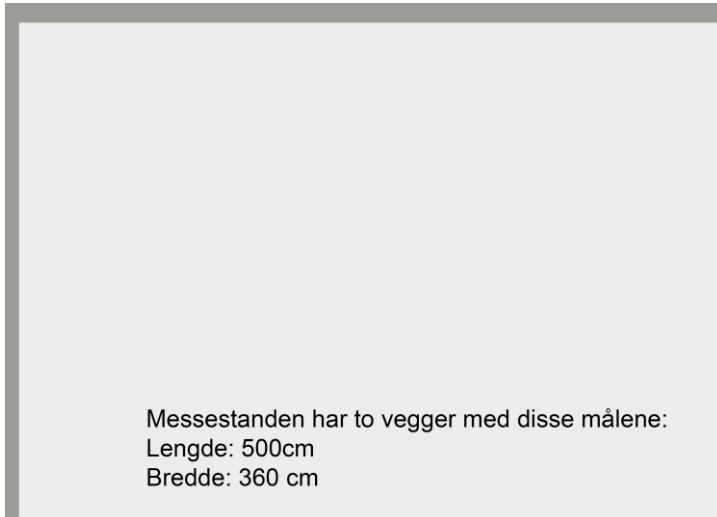 Messestanden har to vegger med disse målene:
Lengde: 500cm
Bredde: 360 cm